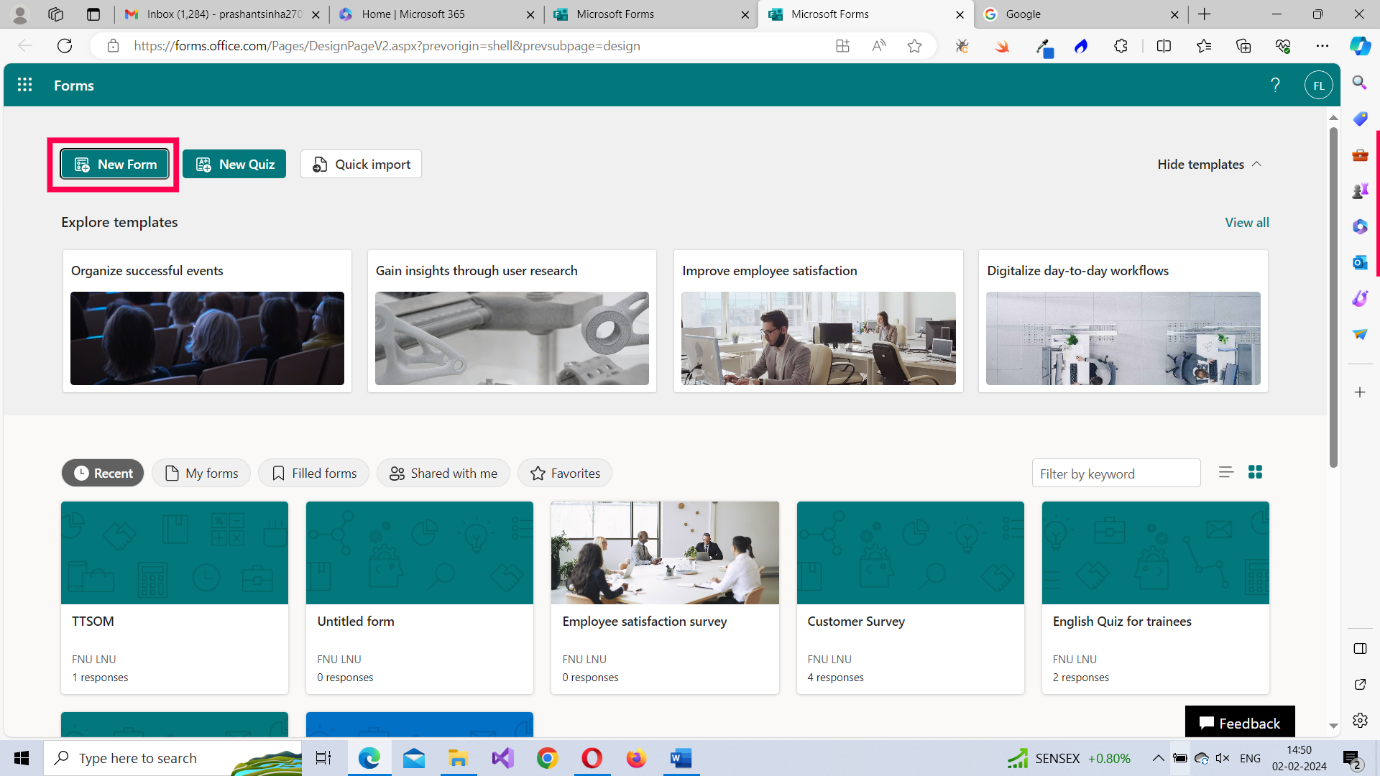 Inbox (1,284) - prashantsinha270
Home | Microsoft 365
Microsoft Forms
Microsoft Forms
Google
https://forms.office.com/Pages/DesignPageV2.aspx?prevorigin=shell&prevsubpage=design
Forms
?
FL
New Form
New Quiz
Quick import
Hide templates
Explore templates
View all
Organize successful events
Gain insights through user research
Improve employee satisfaction
Digitalize day-to-day workflows
Recent
My forms
Filled forms
Shared with me
Favorites
Filter by keyword
TTSOM
FNU LNU
1 responses
Untitled form
FNU LNU
0 responses
Employee satisfaction survey
FNU LNU
0 responses
Customer Survey
FNU LNU
4 responses
English Quiz for trainees
FNU LNU
2 responses
Feedback
Type here to search
SENSEX +0.80%
ENG
14:50
02-02-2024
2